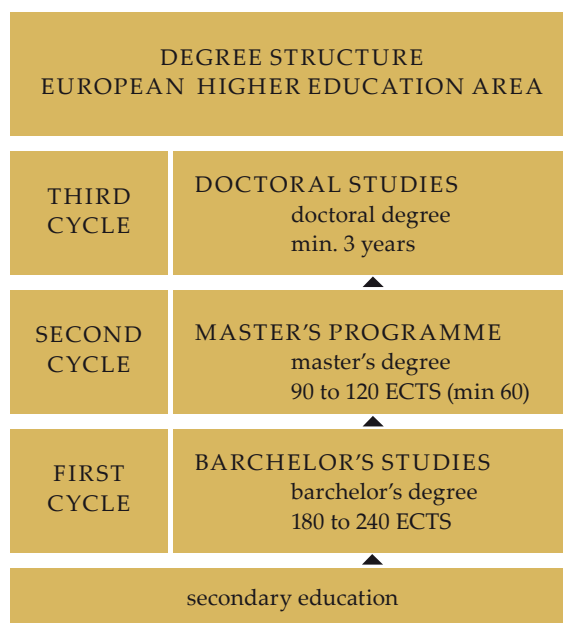 DEGREE STRUCTURE
EUROPEAN HIGHER EDUCATION AREA
THIRD
CYCLE
DOCTORAL STUDIES
doctoral degree
min. 3 years
SECOND
CYCLE
MASTER'S PROGRAMME
master's degree
90 to 120 ECTS (min 60)
FIRST
CYCLE
BARCHELOR'S STUDIES
barchelor's degree
180 to 240 ECTS
secondary education